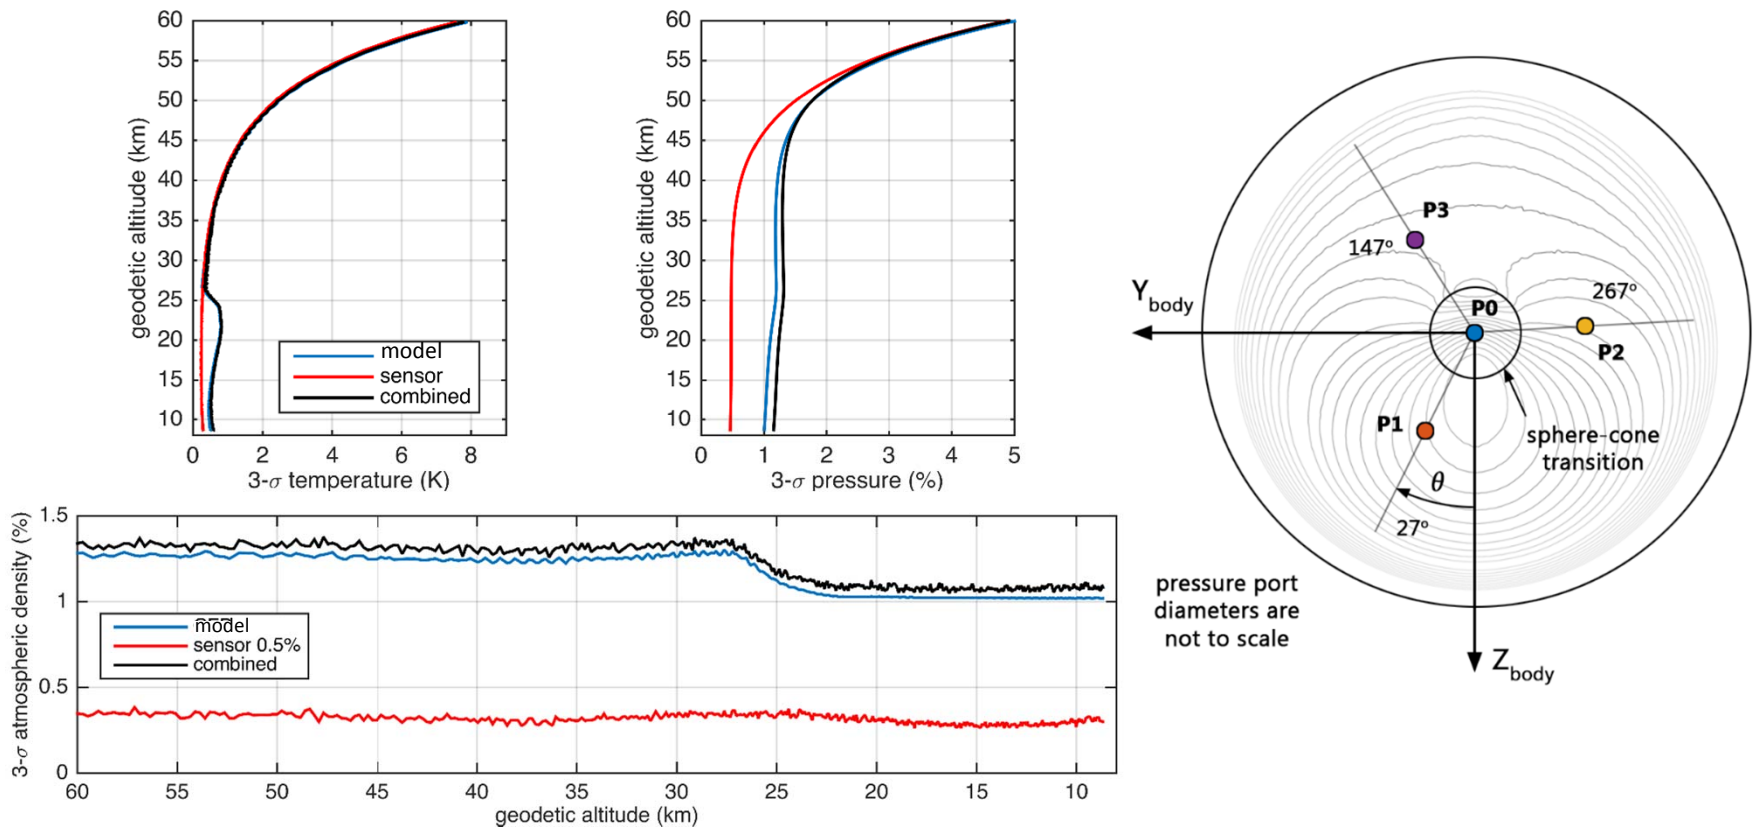 60
55
50
45
40
35
30
25
20
15
10
geodetic altitude (km)
model
sensor
combined
0 2 4 6 8
3-σ temperature (K)
60
55
50
45
40
35
30
25
20
15
10
geodetic altitude (km)
0 1 2 3 4 5
3-σ pressure (%)
1.5
1
0.5
0
3-σ atmospheric density (%)
model
sensor 0.5%
combined
60 55 50 45 40 35 30 25 20 15 10
geodetic altitude (km)
P3
147°
267°
Y body
P0
P2
P1
sphere-cone
transition
θ
27°
pressure port
diameters are
not to scale
Z body